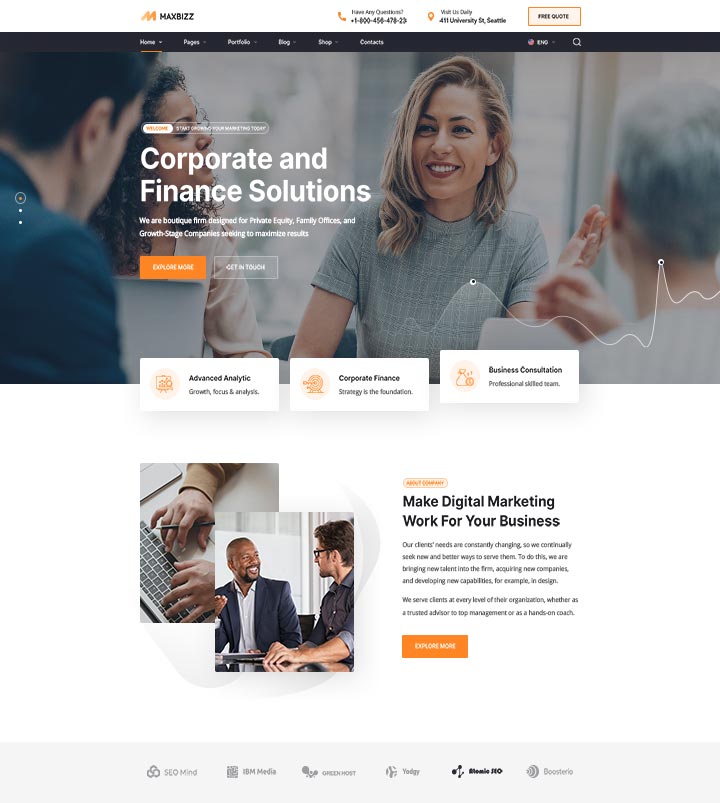 MAXBIZZ
Have Any Questions?
+1-800-456-478-23
Visit Us Daily
411 University St, Seattle
FREE QUOTE
Home
Pages
Portfolio
Blog
Shop
Contacts
ENG
WELCOME START GROWING YOUR MARKETING TODAY
Corporate and
Finance Solutions
We are boutique firm designed for Private Equity, Family Offices, and
Growth-Stage Companies seeking to maximize results
EXPLORE MORE
GET IN TOUCH
Advanced Analytic
Growth, focus & analysis.
Corporate Finance
Strategy is the foundation.
Business Consultation
Professional skilled team.
ABOUT COMPANY
Make Digital Marketing
Work For Your Business
Our clients' needs are constantly changing, so we continually
seek new and better ways to serve them. To do this, we are
bringing new talent into the firm, acquiring new companies,
and developing new capabilities, for example, in design.
We serve clients at every level of their organization, whether as
a trusted advisor to top management or as a hands-on coach.
EXPLORE MORE
SEO Mind
IBM Media
GREEN HOST
Yodgy
Atomic SEO
Boosterio